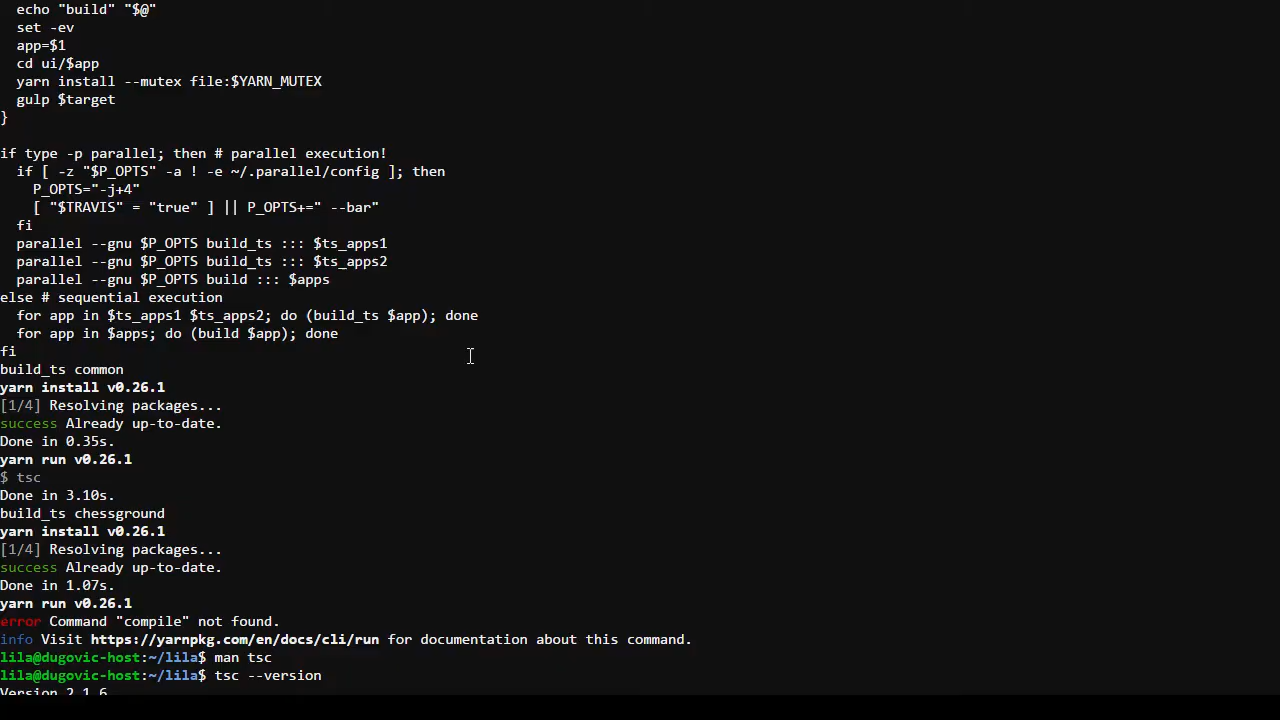 echo "build" "$@"
set -ev
app=$1
cd ui/$app
yarn install --mutex file:$YARN_MUTEX
gulp $target
}
if type -p parallel; then # parallel execution!
if [ -z "$P_OPTS" -a ! -e ~/.parallel/config ]; then
P_OPTS="-j+4"
[ "$TRAVIS" = "true" ] || P_OPTS+=" --bar"
fi
parallel --gnu $P_OPTS build_ts ::: $ts_apps1
parallel --gnu $P_OPTS build_ts ::: $ts_apps2
parallel --gnu $P_OPTS build ::: $apps
else # sequential execution
for app in $ts_apps1 $ts_apps2; do (build_ts $app); done
for app in $apps; do (build $app); done
fi
build_ts common
yarn install v0.26.1
[1/4] Resolving packages...
success Already up-to-date.
Done in 0.35s.
yarn run v0.26.1
$ tsc
Done in 3.10s.
build_ts chessground
yarn install v0.26.1
[1/4] Resolving packages...
success Already up-to-date.
Done in 1.07s.
yarn run v0.26.1
error Command "compile" not found.
info Visit https://yarnpkg.com/en/docs/cli/run for documentation about this command.
lila@dugovic-host:~/lila$ man tsc
lila@dugovic-host:~/lila$ tsc --version
Version 2.1.6